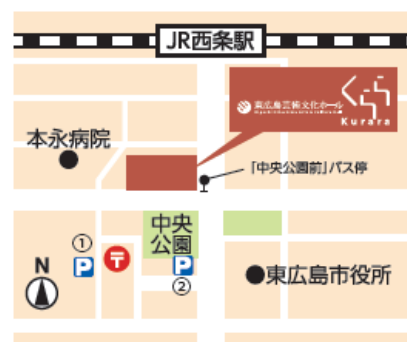 JR西条駅
東広島芸術文化ホール
くらら
Kurara
本永病院
「中央公園前」バス停
中央
公園
①
P
〒
P
②
N
東広島市役所